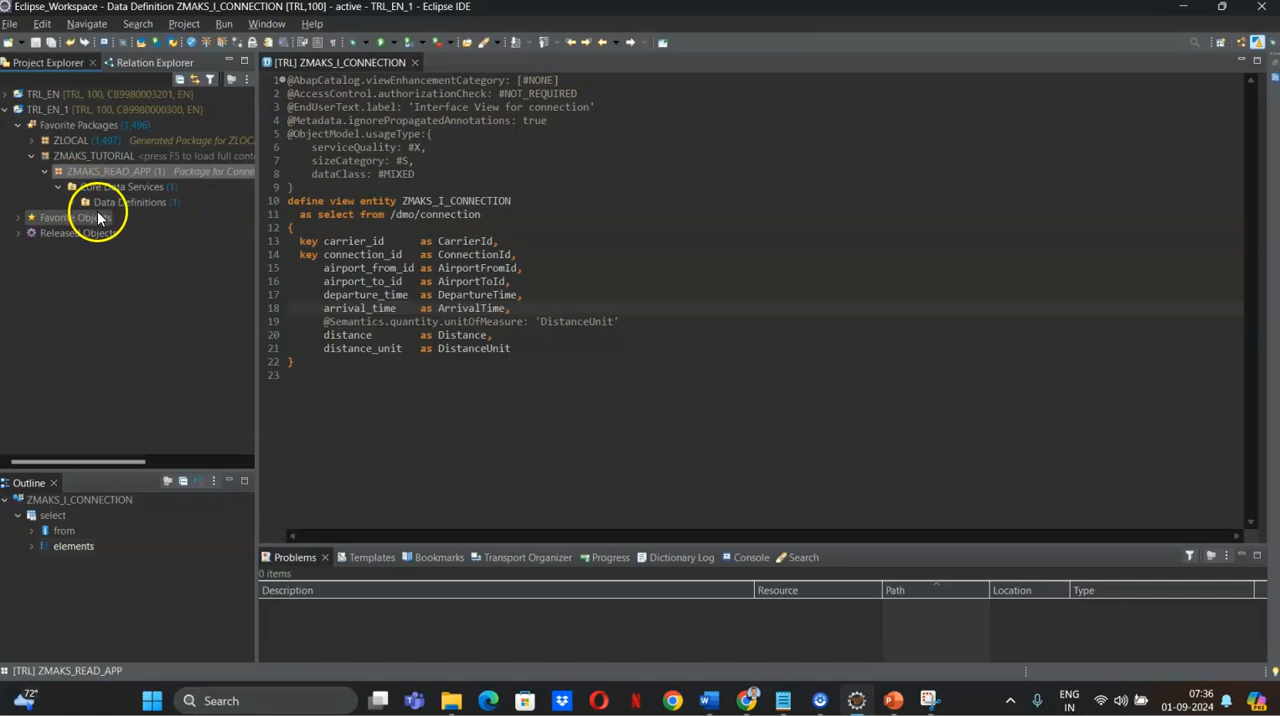 Eclipse_Workspace - Data Definition ZMAKS_I_CONNECTION [TRL,100] - active - TRL_EN_1 - Eclipse IDE
File Edit Navigate Search Project Run Window Help
Project Explorer Relation Explorer
TRL_EN [TRL, 100, CB9980003201, EN]
TRL_EN_1 [TRL, 100, CB9980000300, EN]
Favorite Packages (1,496)
ZLOCAL (1,497) Generated Package for ZLOC
ZMAKS_TUTORIAL <press F5 to load full cont
ZMAKS_READ_APP (1) Package for Conne
Core Data Services (1)
Data Definitions (1)
Favorite Objects
Released Objects
[TRL] ZMAKS_I_CONNECTION
1 @AbapCatalog.viewEnhancementCategory: [#NONE]
2 @AccessControl.authorizationCheck: #NOT_REQUIRED
3 @EndUserText.label: 'Interface View for connection'
4 @Metadata.ignorePropagatedAnnotations: true
5 @ObjectModel.usageType:{
6 serviceQuality: #X,
7 sizeCategory: #S,
8 dataClass: #MIXED
9 }
10 define view entity ZMAKS_I_CONNECTION
11 as select from /dmo/connection
12 {
13 key carrier_id as CarrierId,
14 key connection_id as ConnectionId,
15 airport_from_id as AirportFromId,
16 airport_to_id as AirportToId,
17 departure_time as DepartureTime,
18 arrival_time as ArrivalTime,
19 @Semantics.quantity.unitOfMeasure: 'DistanceUnit'
20 distance as Distance,
21 distance_unit as DistanceUnit
22 }
23
Outline
ZMAKS_I_CONNECTION
select
from
elements
Problems Templates Bookmarks Transport Organizer Progress Dictionary Log Console Search
0 items
Description Resource Path Location Type
[TRL] ZMAKS_READ_APP
72°
Search
ENG
IN
07:36
01-09-2024